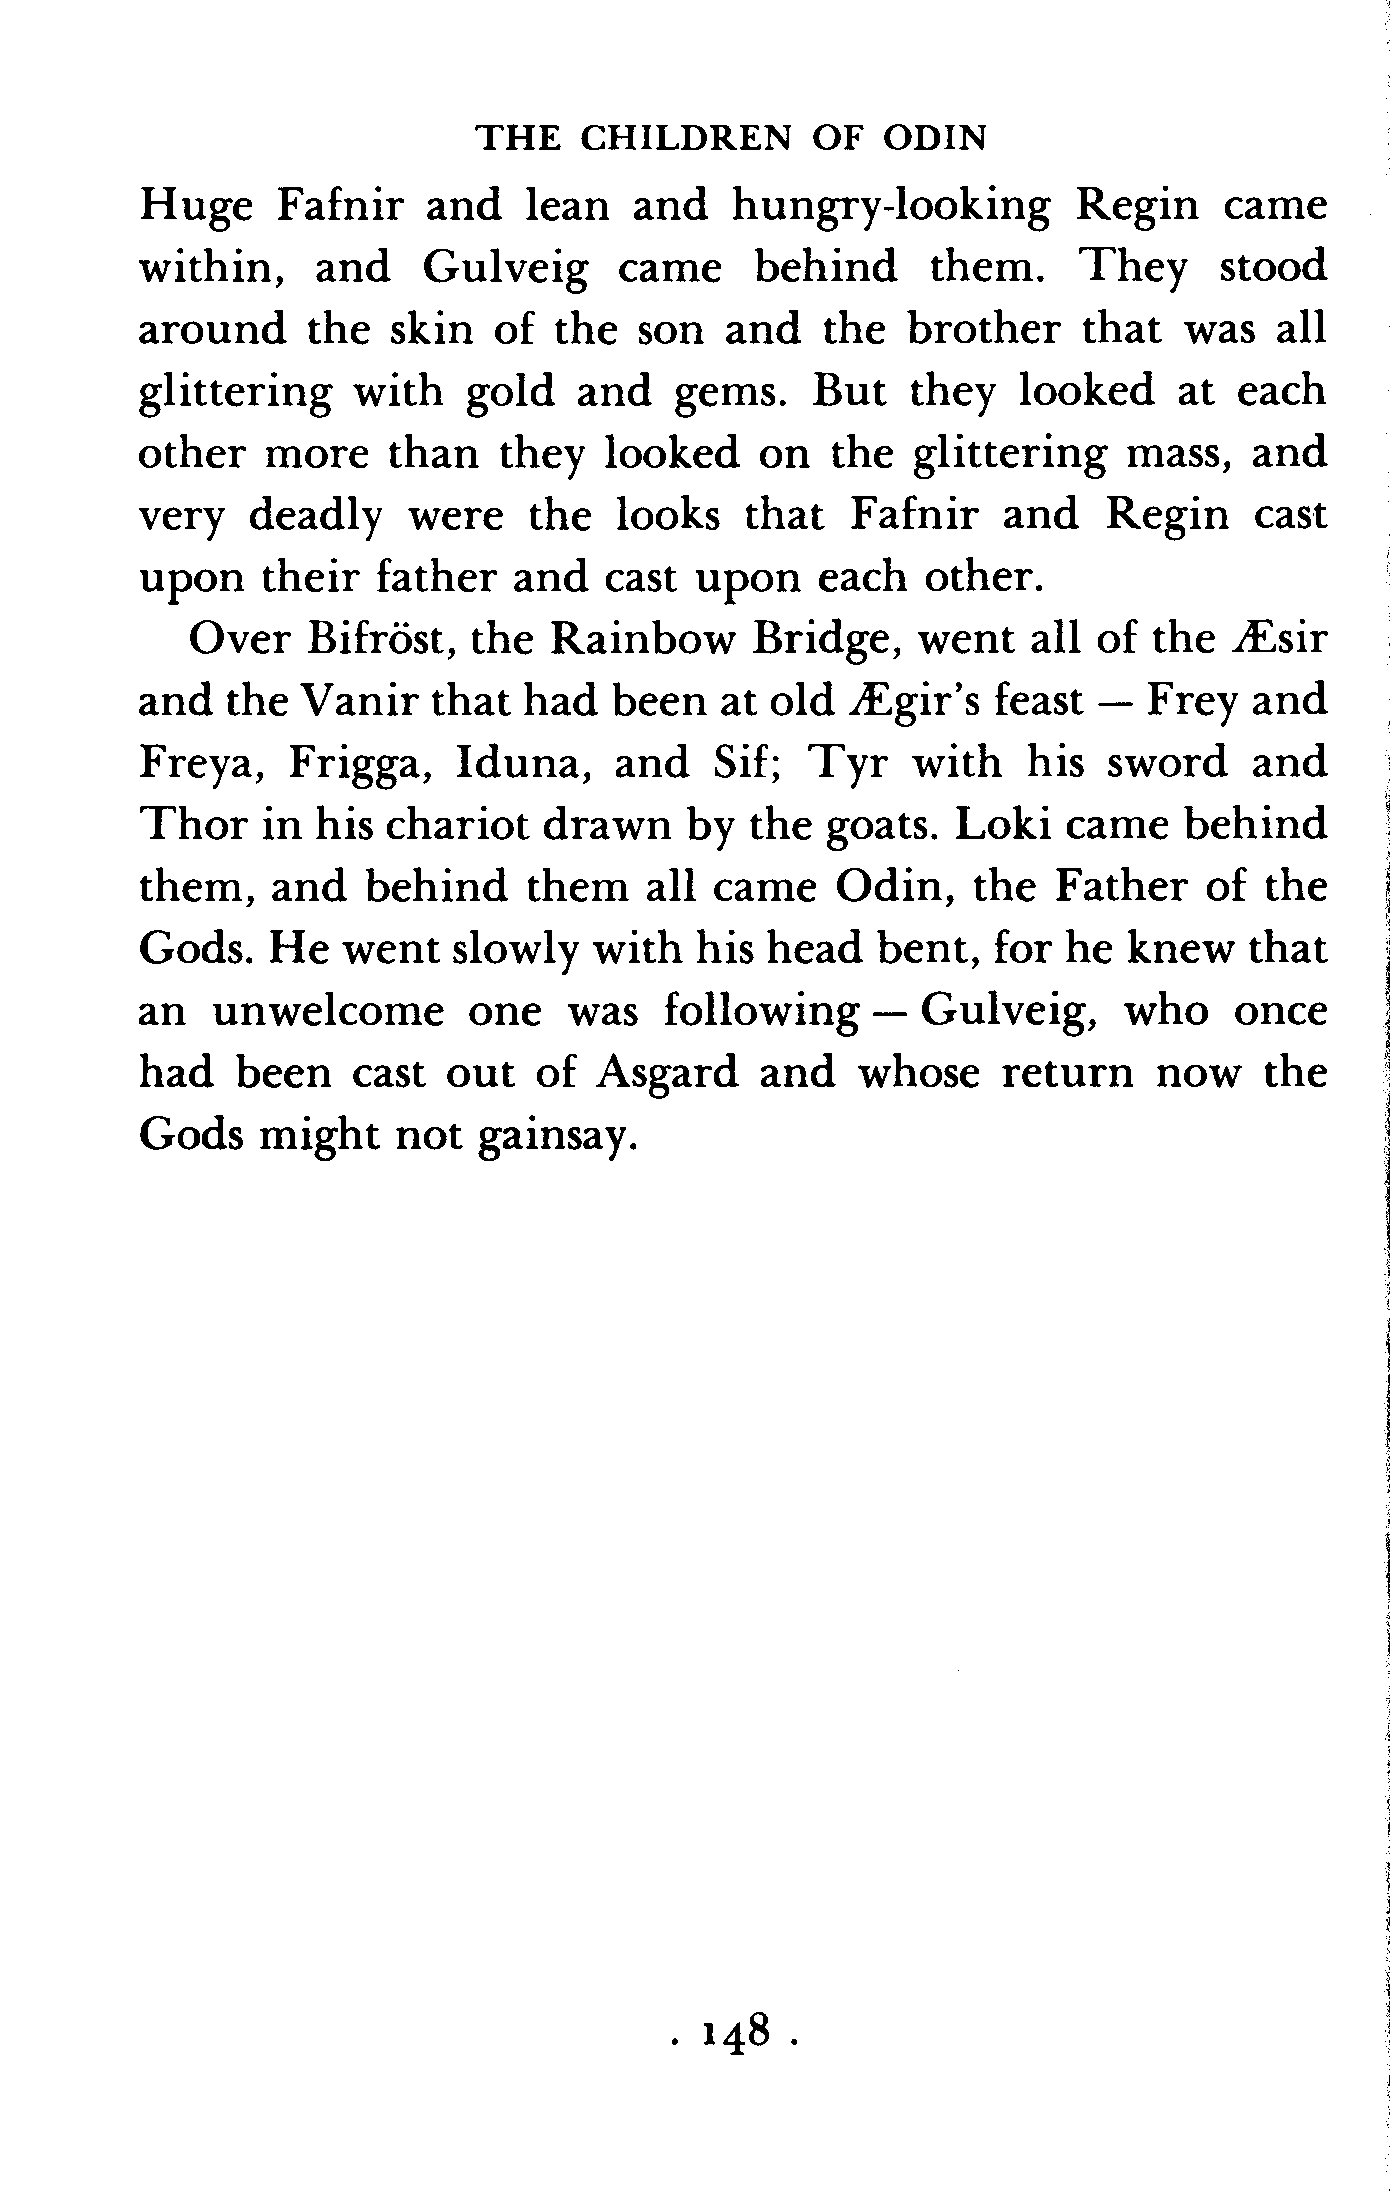 THE CHILDREN OF ODIN
Huge Fafnir and lean and hungry-looking Regin came
within, and Gulveig came behind them. They stood
around the skin of the son and the brother that was all
glittering with gold and gems. But they looked at each
other more than they looked on the glittering mass, and
very deadly were the looks that Fafnir and Regin cast
upon their father and cast upon each other.
Over Bifröst, the Rainbow Bridge, went all of the Æsir
and the Vanir that had been at old Ægir's feast — Frey and
Freya, Frigga, Iduna, and Sif; Tyr with his sword and
Thor in his chariot drawn by the goats. Loki came behind
them, and behind them all came Odin, the Father of the
Gods. He went slowly with his head bent, for he knew that
an unwelcome one was following — Gulveig, who once
had been cast out of Asgard and whose return now the
Gods might not gainsay.
. 148 .